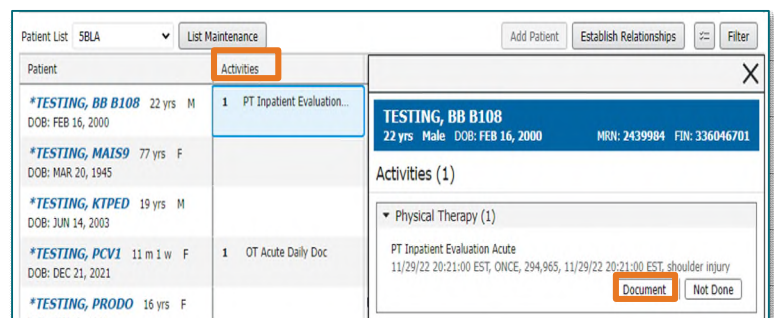 Patient List 5BLA List Maintenance Add Patient Establish Relationships Filter
Patient Activities
*TESTING, BB B108 22 yrs M
DOB: FEB 16, 2000
1 PT Inpatient Evaluation...
*TESTING, MAIS9 77 yrs F
DOB: MAR 20, 1945
*TESTING, KTPED 19 yrs M
DOB: JUN 14, 2003
*TESTING, PCV1 11 m 1 w F
DOB: DEC 21, 2021
1 OT Acute Daily Doc
*TESTING, PRODO 16 yrs F
X
TESTING, BB B108
22 yrs Male DOB: FEB 16, 2000 MRN: 2439984 FIN: 336046701
Activities (1)
Physical Therapy (1)
PT Inpatient Evaluation Acute
11/29/22 20:21:00 EST, ONCE, 294,965, 11/29/22 20:21:00 EST, shoulder injury
Document Not Done